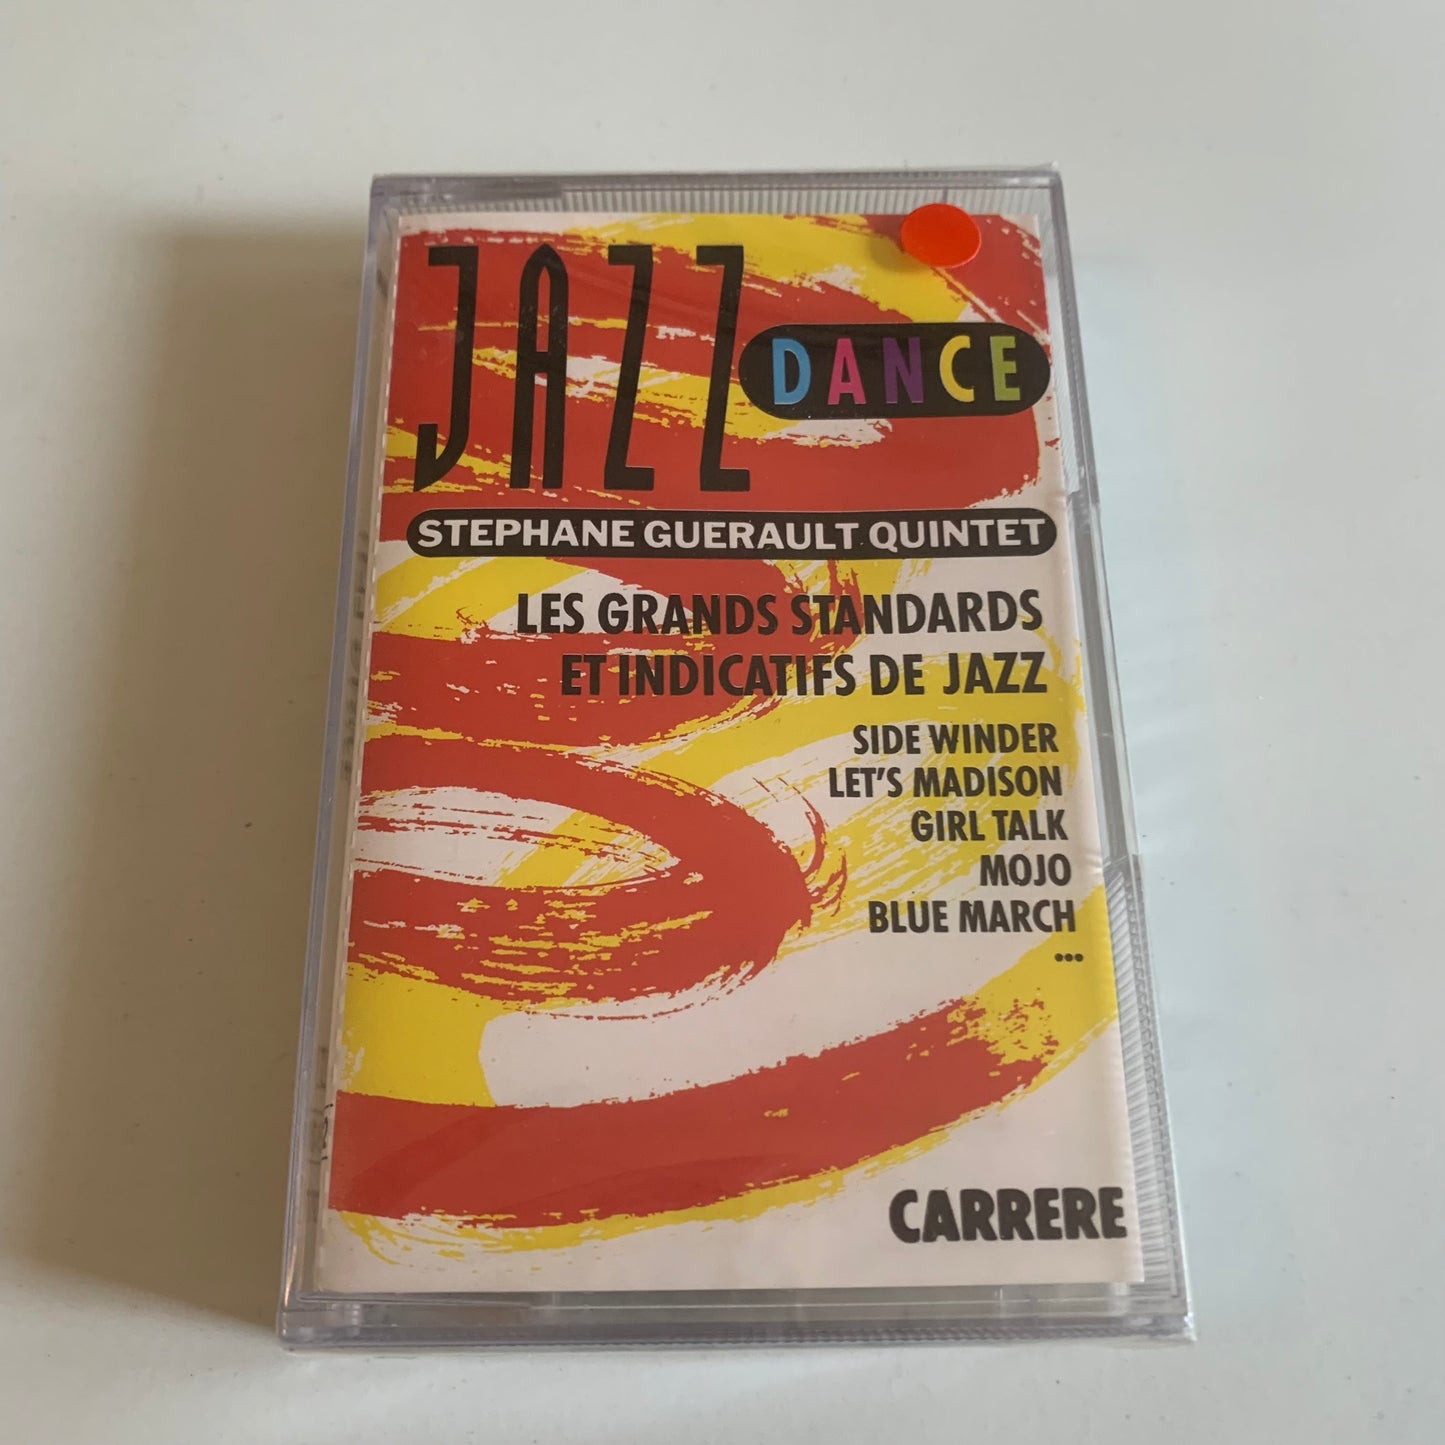 JAZZ
DANCE
STEPHANE GUERAULT QUINTET
LES GRANDS STANDARDS
ET INDICATIFS DE JAZZ
SIDE WINDER
LET'S MADISON
GIRL TALK
MOJO
BLUE MARCH
...
CARRERE